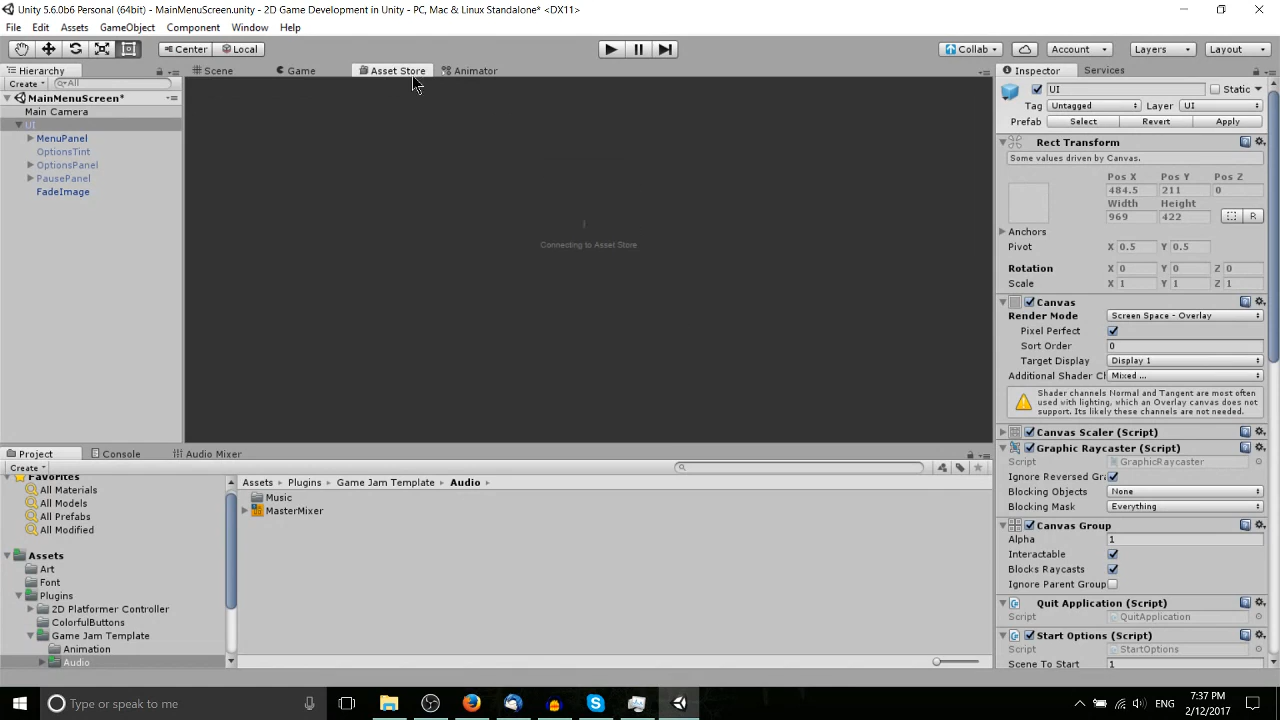 Unity 5.6.0b6 Personal (64bit) - MainMenuScreen.unity - 2D Game Development in Unity - PC, Mac & Linux Standalone* <DX11>
File Edit Assets GameObject Component Window Help
Center Local Collab Account Layers Layout
Hierarchy
Create All
MainMenuScreen*
Main Camera
UI
MenuPanel
OptionsTint
OptionsPanel
PausePanel
FadeImage
Scene Game Asset Store Animator
Connecting to Asset Store
Inspector Services
UI Static
Tag Untagged Layer UI
Prefab Select Revert Apply
Rect Transform
Some values driven by Canvas.
Pos X Pos Y Pos Z
484.5 211 0
Width Height
969 422 R
Anchors
Pivot X 0.5 Y 0.5
Rotation X 0 Y 0 Z 0
Scale X 1 Y 1 Z 1
Canvas
Render Mode Screen Space - Overlay
Pixel Perfect
Sort Order 0
Target Display Display 1
Additional Shader Ch Mixed ...
Shader channels Normal and Tangent are most often
used with lighting, which an Overlay canvas does not
support. Its likely these channels are not needed.
Canvas Scaler (Script)
Graphic Raycaster (Script)
Script GraphicRaycaster
Ignore Reversed Gra
Blocking Objects None
Blocking Mask Everything
Canvas Group
Alpha 1
Interactable
Blocks Raycasts
Ignore Parent Group
Quit Application (Script)
Script QuitApplication
Start Options (Script)
Script StartOptions
Scene To Start 1
Project Console Audio Mixer
Create
Favorites
All Materials
All Models
All Prefabs
All Modified
Assets
Art
Font
Plugins
2D Platformer Controller
ColorfulButtons
Game Jam Template
Animation
Audio
Assets Plugins Game Jam Template Audio
Music
MasterMixer
Type or speak to me
ENG
7:37 PM
2/12/2017